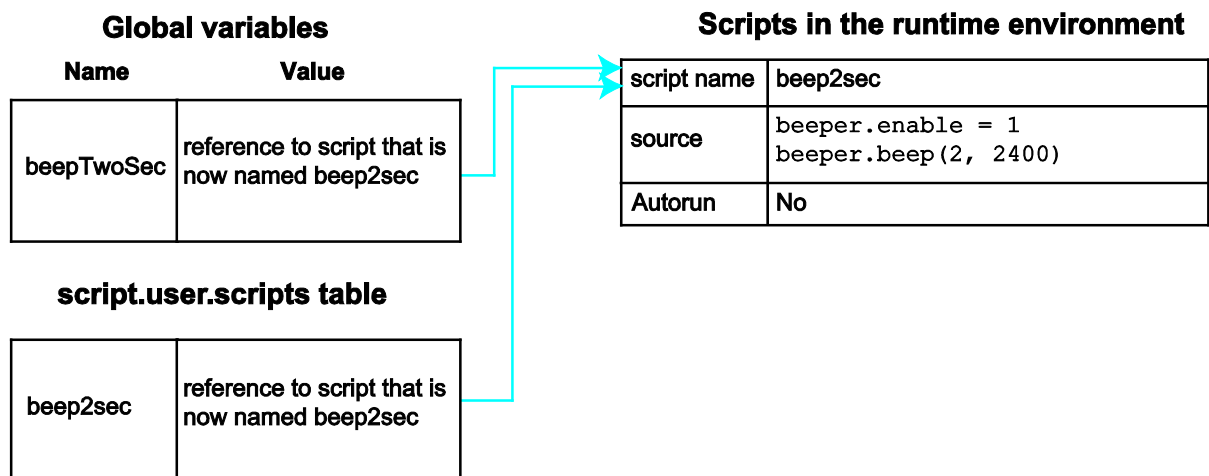 Global variables
Name Value
beepTwoSec
reference to script that is
now named beep2sec
script.user.scripts table
beep2sec
reference to script that is
now named beep2sec
Scripts in the runtime environment
script name beep2sec
source
beeper.enable = 1
beeper.beep(2, 2400)
Autorun No